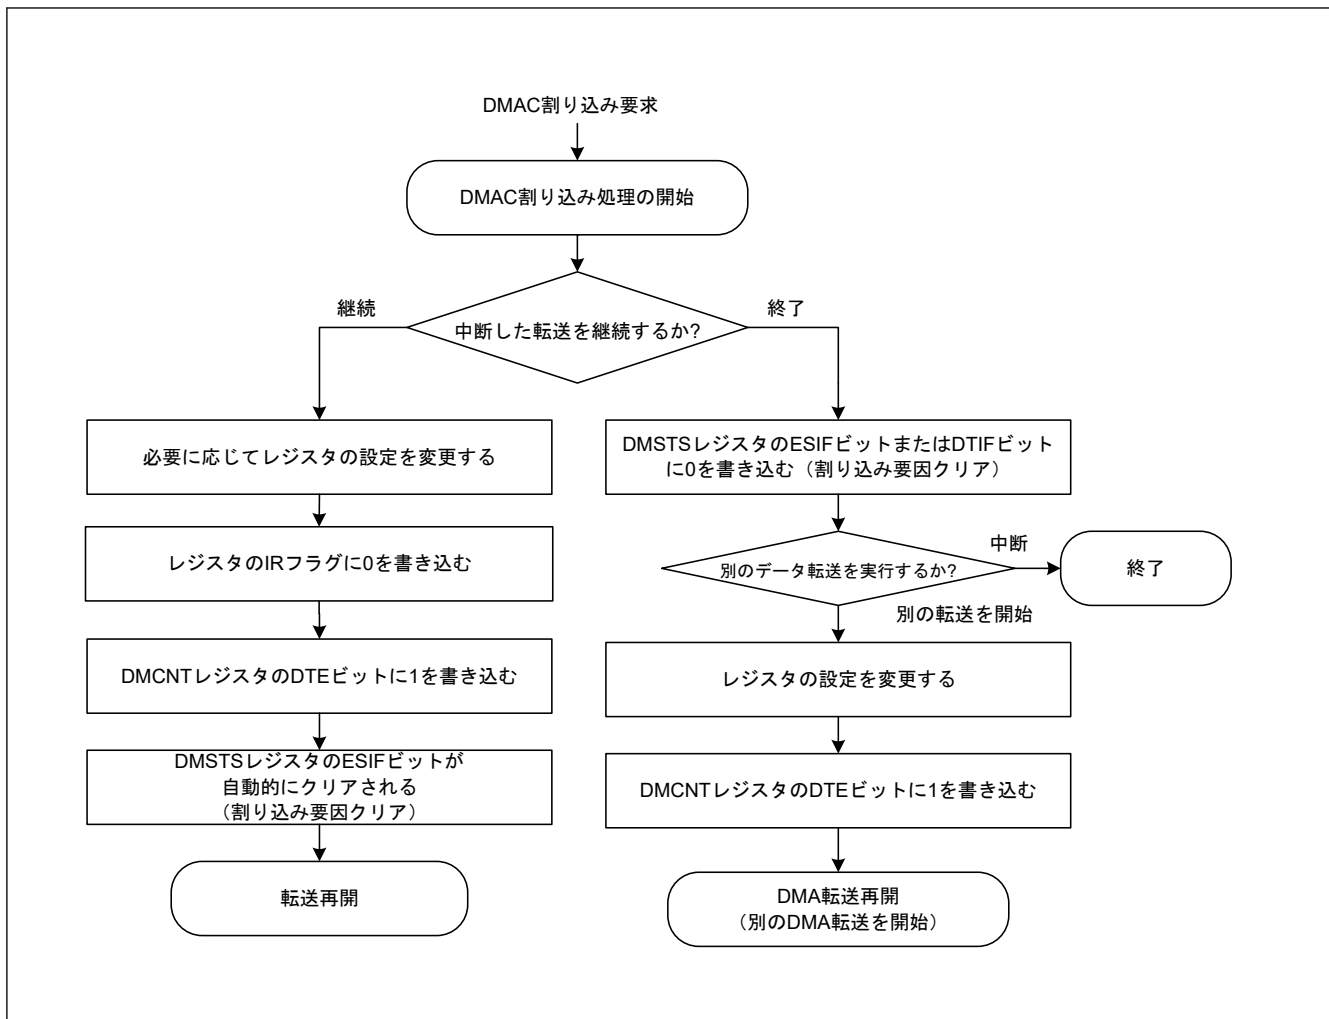 DMAC割り込み要求
DMAC割り込み処理の開始
中断した転送を継続するか?
継続
終了
必要に応じてレジスタの設定を変更する
レジスタのIRフラグに0を書き込む
DMCNTレジスタのDTEビットに1を書き込む
DMSTSレジスタのESIFビットが
自動的にクリアされる
（割り込み要因クリア）
転送再開
DMSTSレジスタのESIFビットまたはDTIFビット
に0を書き込む（割り込み要因クリア）
別のデータ転送を実行するか?
中断
終了
別の転送を開始
レジスタの設定を変更する
DMCNTレジスタのDTEビットに1を書き込む
DMA転送再開
（別のDMA転送を開始）